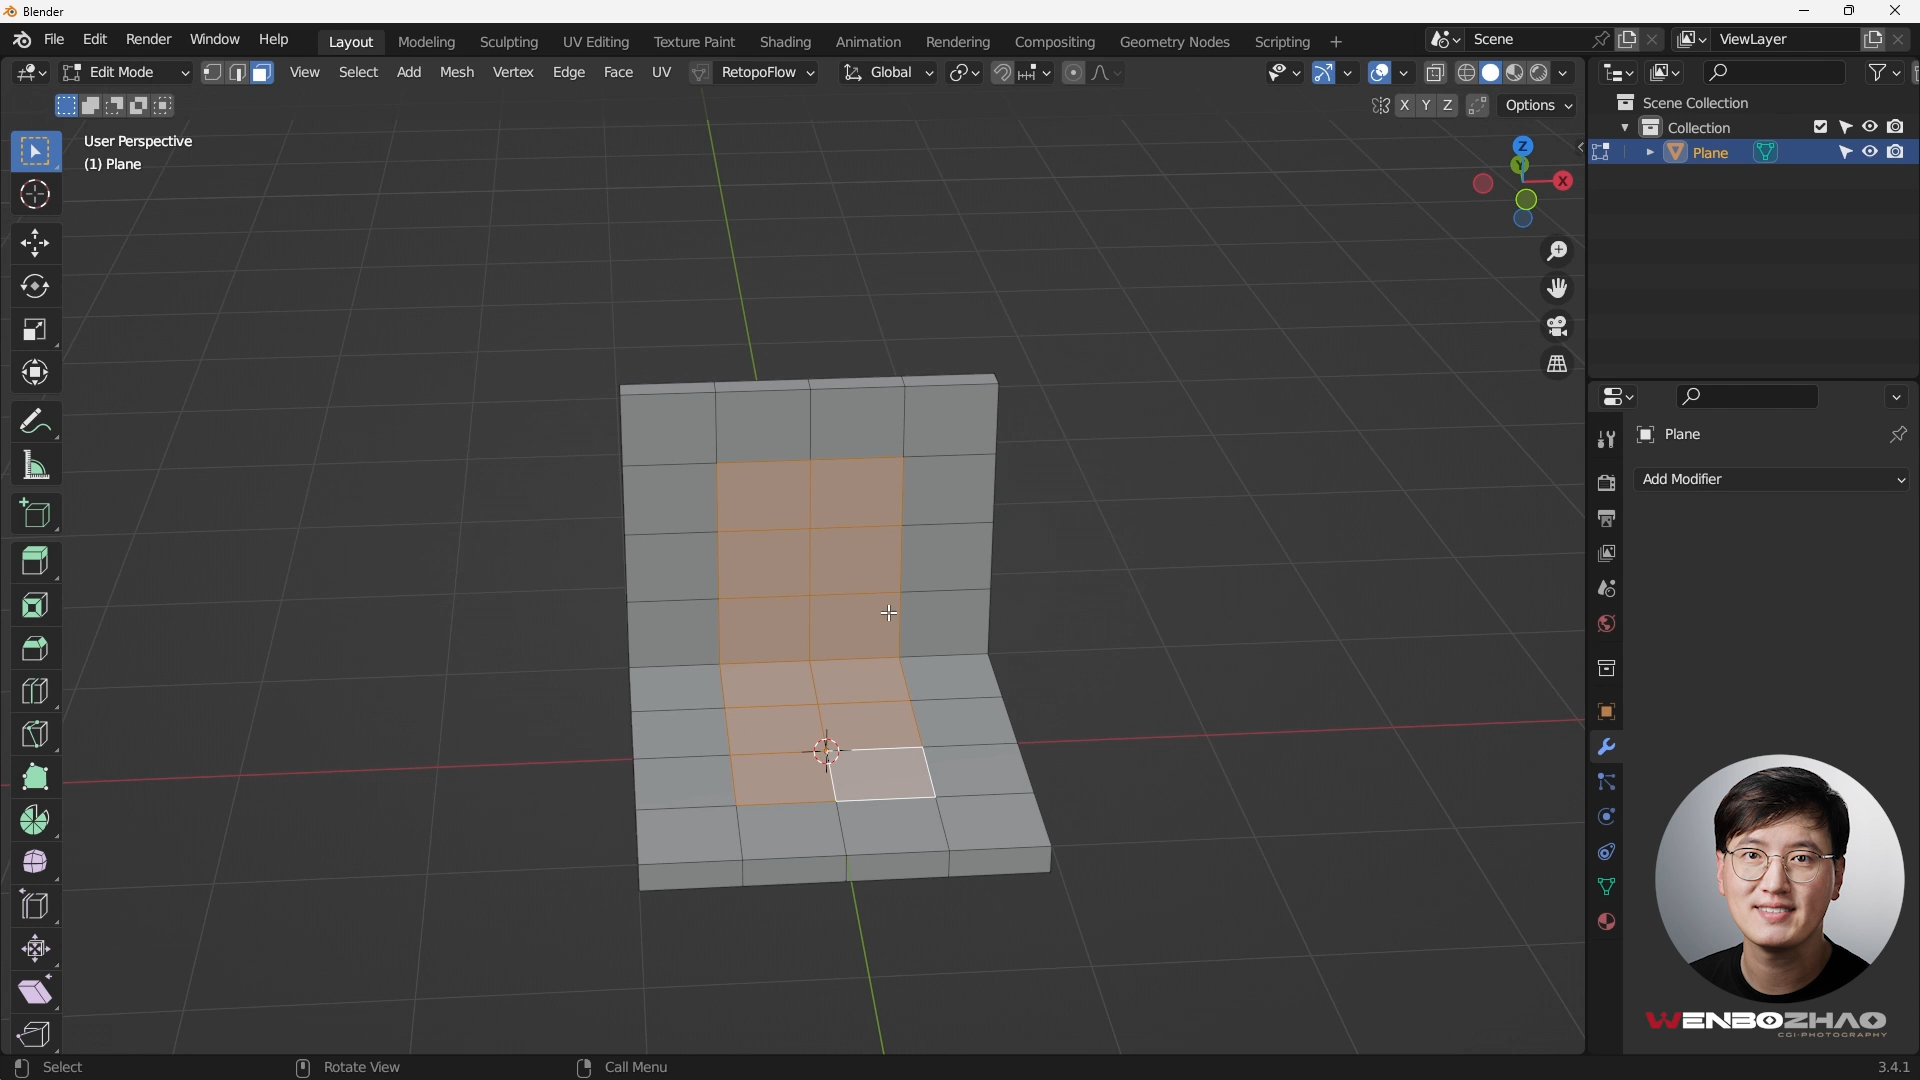 Blender
File Edit Render Window Help Layout Modeling Sculpting UV Editing Texture Paint Shading Animation Rendering Compositing Geometry Nodes Scripting + Scene ViewLayer
Edit Mode View Select Add Mesh Vertex Edge Face UV RetopoFlow Global
X Y Z Options
User Perspective
(1) Plane
Z
Y
X
Scene Collection
Collection
Plane
Plane
Add Modifier
WENBOZHAO
CGI·PHOTOGRAPHY
Select Rotate View Call Menu 3.4.1